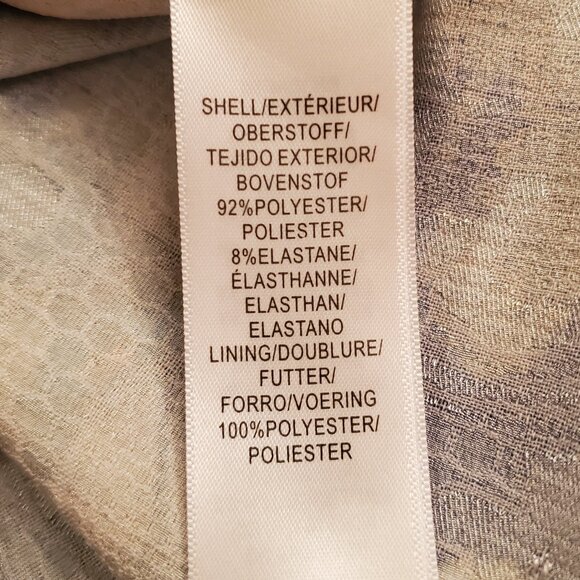 SHELL/EXTÉRIEUR/
OBERSTOFF/
TEJIDO EXTERIOR/
BOVENSTOF
92%POLYESTER/
POLIESTER
8%ELASTANE/
ÉLASTHANNE/
ELASTHAN/
ELASTANO
LINING/DOUBLURE/
FUTTER/
FORRO/VOERING
100%POLYESTER/
POLIESTER